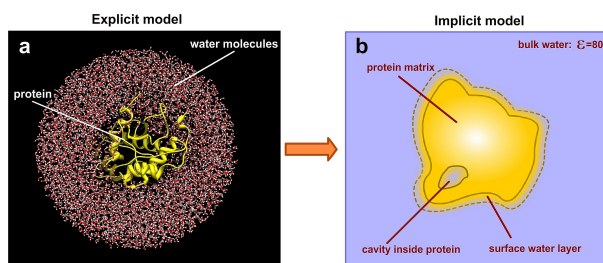 Explicit model
Implicit model
a
water molecules
protein
b
bulk water: Ɛ=80
protein matrix
cavity inside protein
surface water layer